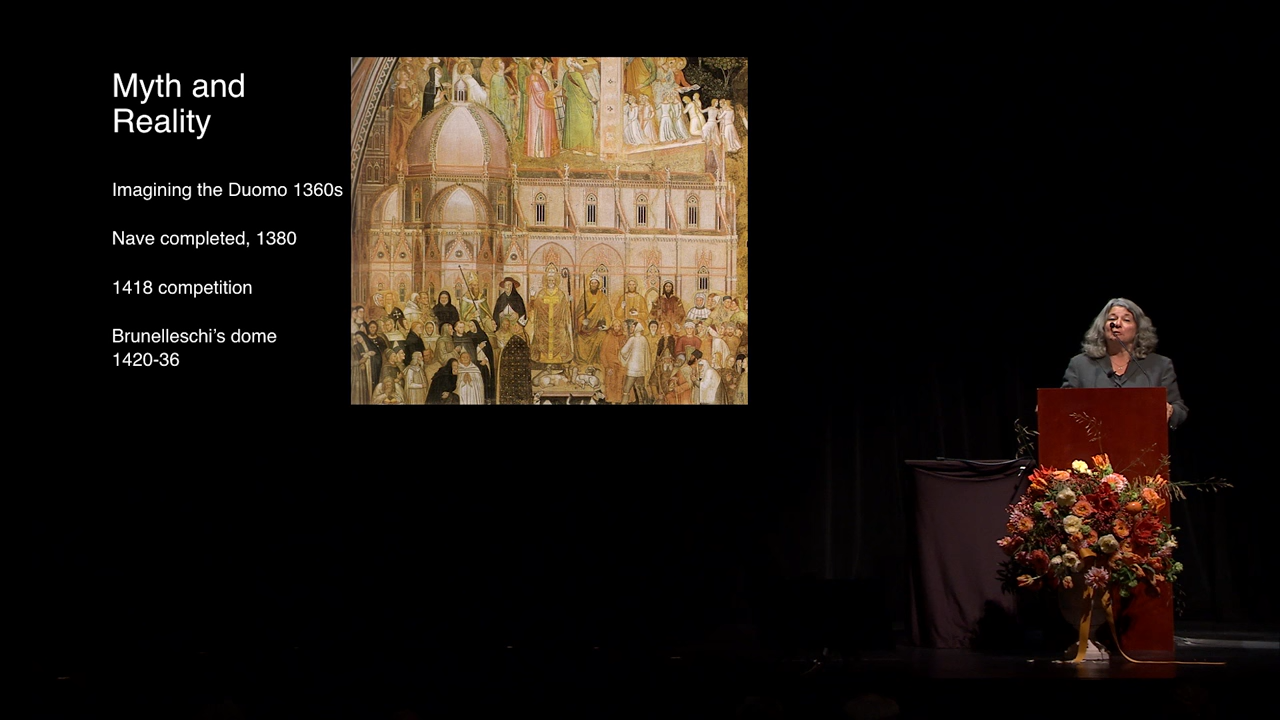 Myth and
Reality
Imagining the Duomo 1360s
Nave completed, 1380
1418 competition
Brunelleschi’s dome
1420-36